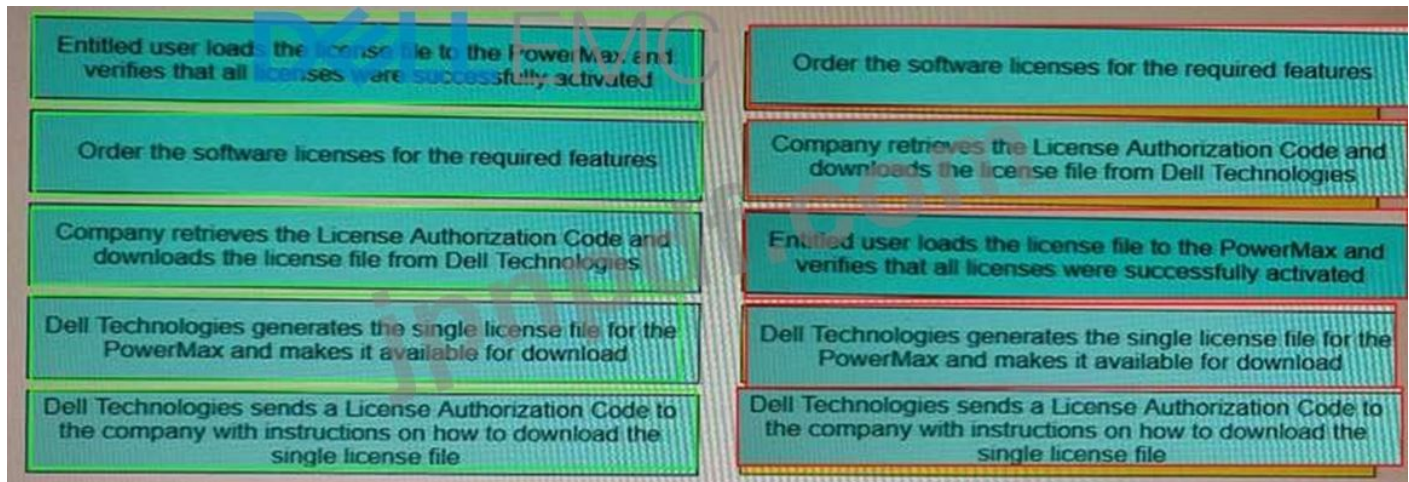 DELL EMC
Entitled user loads the license file to the PowerMax and
verifies that all licenses were successfully activated
Order the software licenses for the required features
Company retrieves the License Authorization Code and
downloads the license file from Dell Technologies
Dell Technologies generates the single license file for the
PowerMax and makes it available for download
Dell Technologies sends a License Authorization Code to
the company with instructions on how to download the
single license file
Order the software licenses for the required features
Company retrieves the License Authorization Code and
downloads the license file from Dell Technologies
Entitled user loads the license file to the PowerMax and
verifies that all licenses were successfully activated
Dell Technologies generates the single license file for the
PowerMax and makes it available for download
Dell Technologies sends a License Authorization Code to
the company with instructions on how to download the
single license file
jpnpdf.com